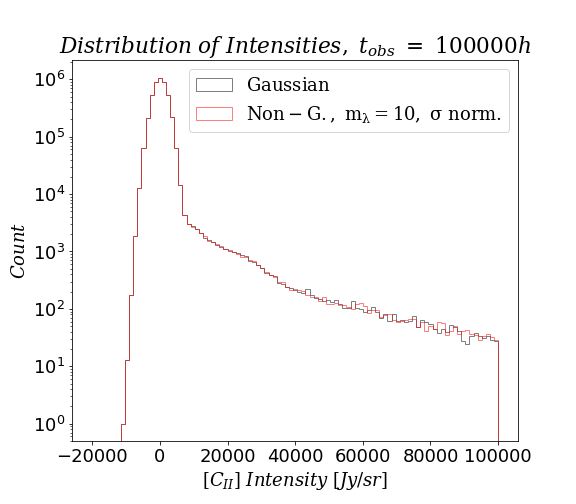 Distribution of Intensities, t_obs = 100000h
Gaussian
Non − G., m_λ = 10, σ norm.
Count
10^6
10^5
10^4
10^3
10^2
10^1
10^0
−20000 0 20000 40000 60000 80000 100000
[C_II] Intensity [Jy/sr]